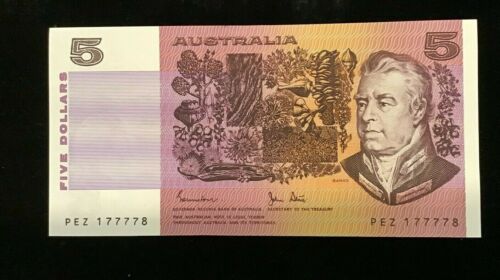 5 AUSTRALIA 5
FIVE DOLLARS
BANKS
GOVERNOR RESERVE BANK OF AUSTRALIA SECRETARY TO THE TREASURY
THIS AUSTRALIAN NOTE IS LEGAL TENDER
THROUGHOUT AUSTRALIA AND ITS TERRITORIES
PEZ 177778 PEZ 177778